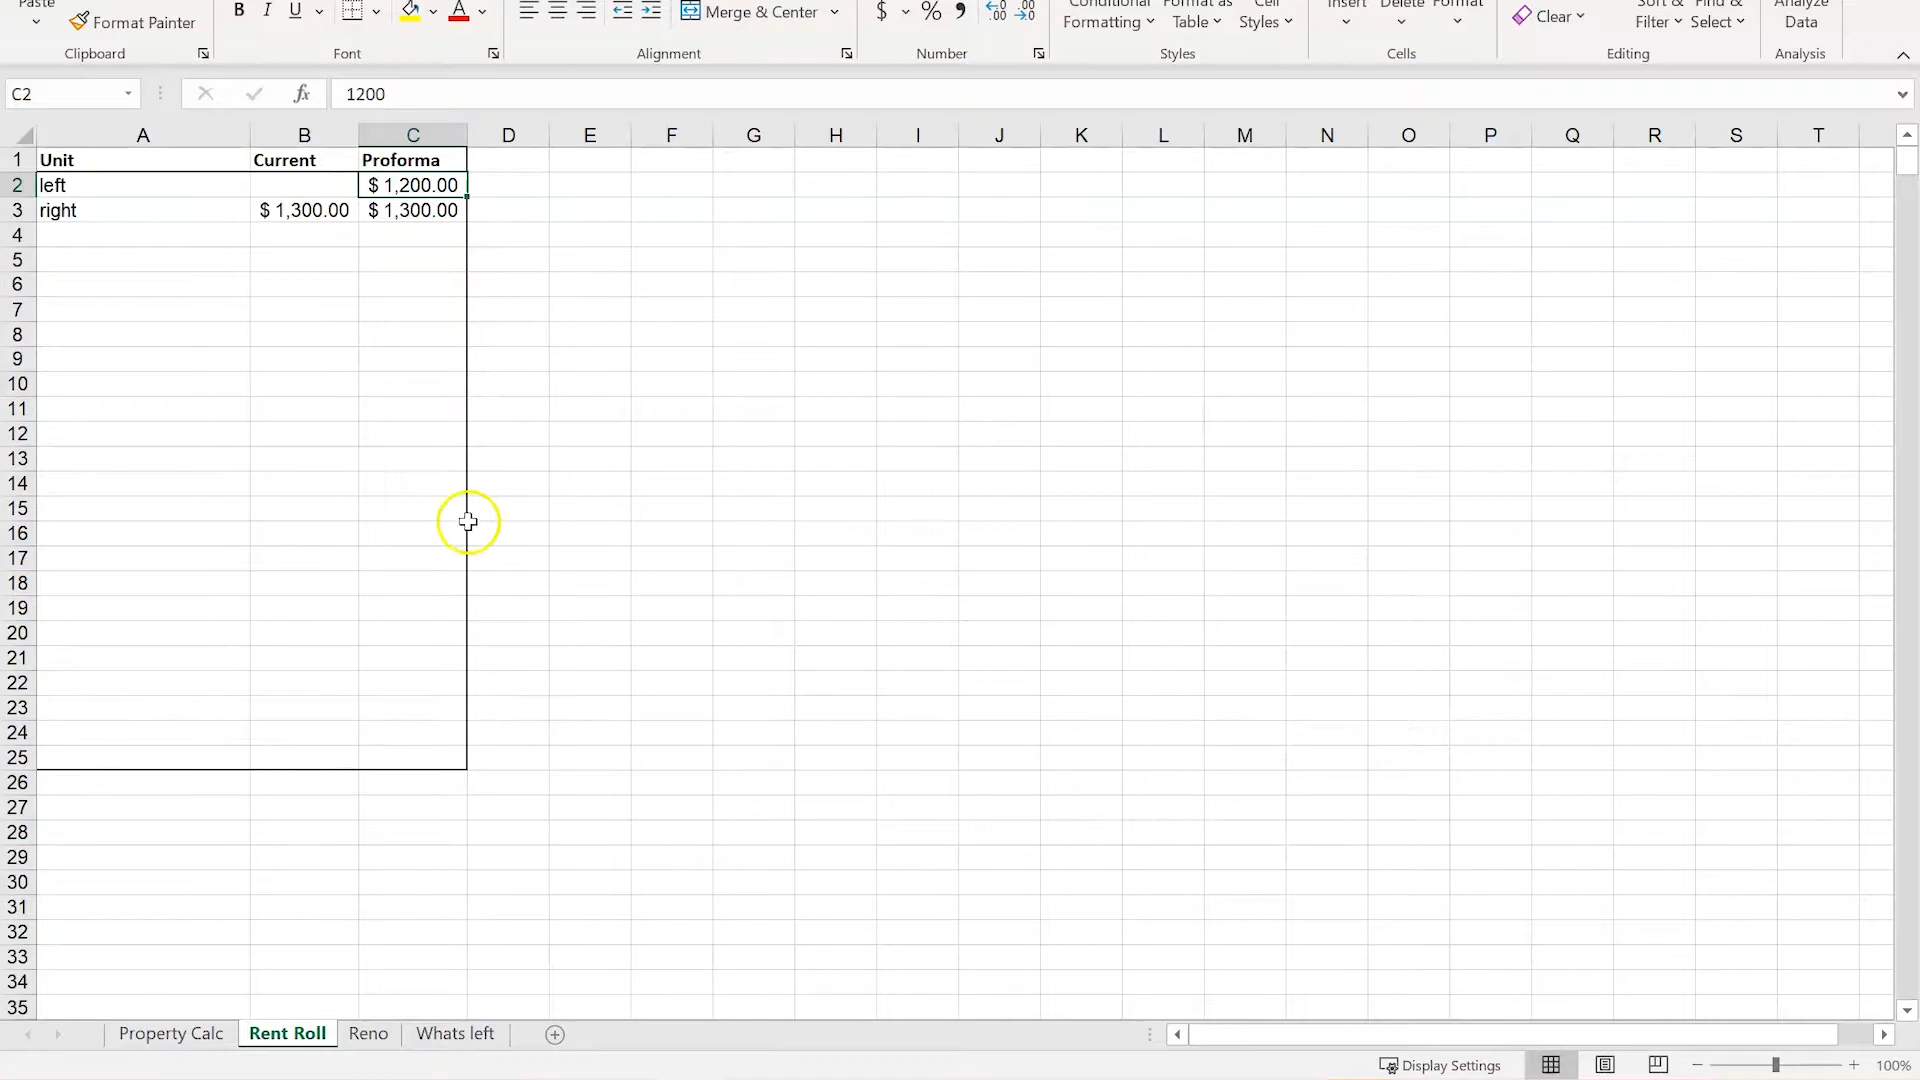 Paste
Format Painter
B I U A
Merge & Center
$ % 9
Conditional Formatting
Format as Table
Cell Styles
Insert Delete Format
Clear
Sort & Filter
Find & Select
Analyze Data
Clipboard Font Alignment Number Styles Cells Editing Analysis
C2 fx 1200
A B C D E F G H I J K L M N O P Q R S T
1 Unit Current Proforma
2 left $ 1,200.00
3 right $ 1,300.00 $ 1,300.00
4
5
6
7
8
9
10
11
12
13
14
15
16
17
18
19
20
21
22
23
24
25
26
27
28
29
30
31
32
33
34
35
Property Calc Rent Roll Reno Whats left
Display Settings 100%